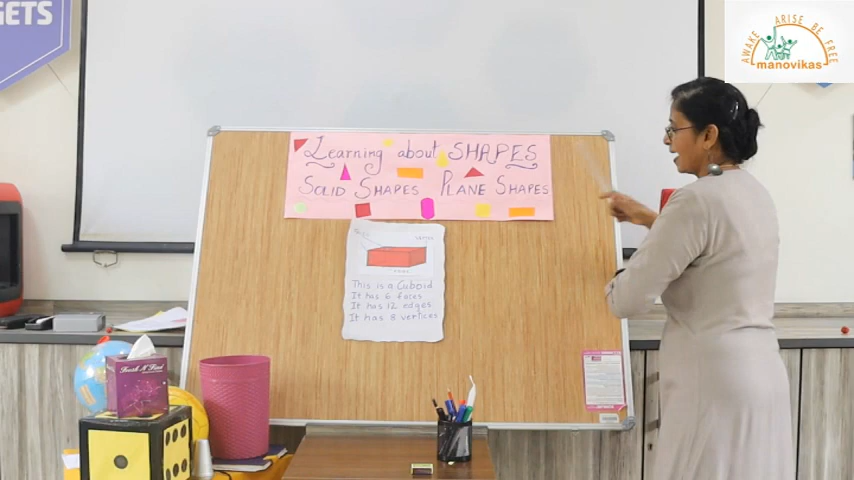 GETS
AWAKE ARISE BE FREE
manovikas
Learning about SHAPES
SOLID SHAPES PLANE SHAPES
This is a Cuboid
It has 6 faces
It has 12 edges
It has 8 vertices